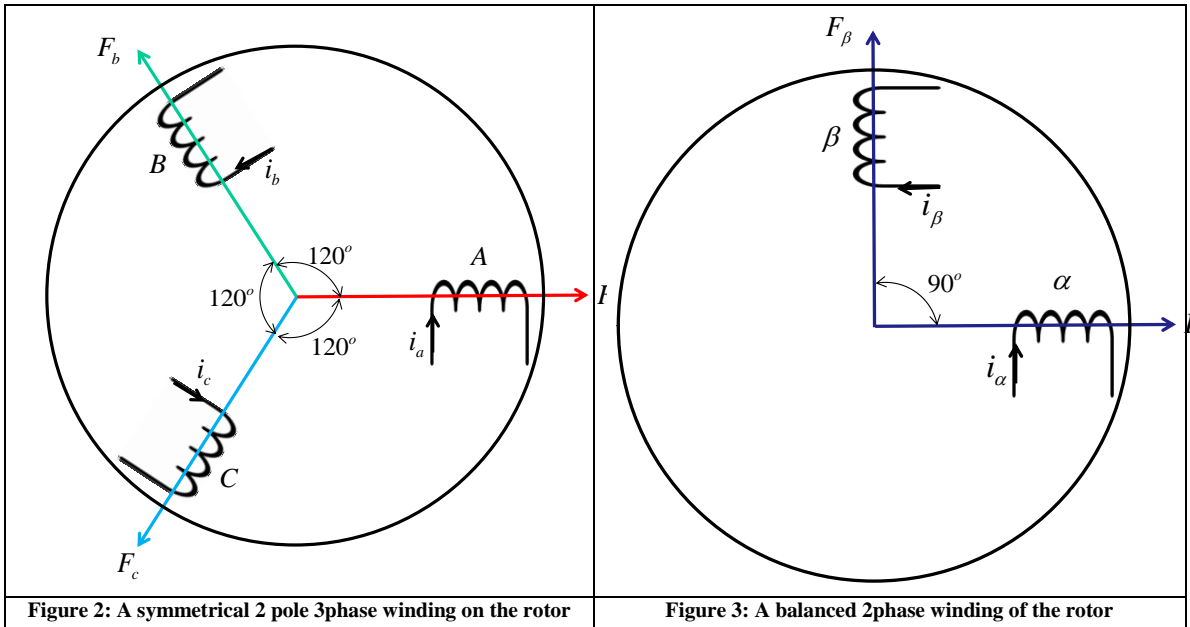 F_b
B
i_b
120°
A
120°
120°
i_a
i_c
C
F_c
F_β
β
i_β
90°
α
i_α
Figure 2: A symmetrical 2 pole 3phase winding on the rotor
Figure 3: A balanced 2phase winding of the rotor